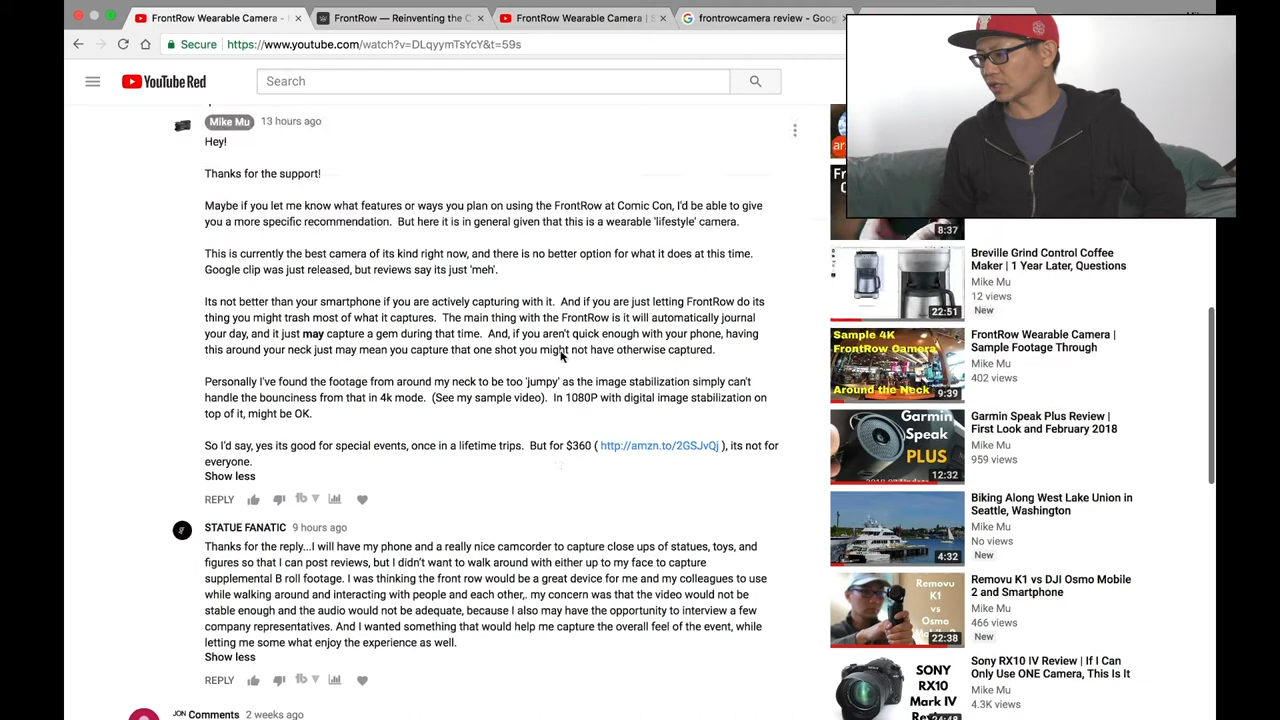 FrontRow Wearable Camera -
FrontRow — Reinventing the C
FrontRow Wearable Camera | S
frontrowcamera review - Goog
Secure
https://www.youtube.com/watch?v=DLqyymTsYcY&t=59s
YouTube Red
Search
Mike Mu 13 hours ago
Hey!
Thanks for the support!
Maybe if you let me know what features or ways you plan on using the FrontRow at Comic Con, I'd be able to give
you a more specific recommendation. But here it is in general given that this is a wearable 'lifestyle' camera.
This is currently the best camera of its kind right now, and there is no better option for what it does at this time.
Google clip was just released, but reviews say its just 'meh'.
Its not better than your smartphone if you are actively capturing with it. And if you are just letting FrontRow do its
thing you might trash most of what it captures. The main thing with the FrontRow is it will automatically journal
your day, and it just may capture a gem during that time. And, if you aren't quick enough with your phone, having
this around your neck just may mean you capture that one shot you might not have otherwise captured.
Personally I've found the footage from around my neck to be too 'jumpy' as the image stabilization simply can't
handle the bounciness from that in 4k mode. (See my sample video). In 1080P with digital image stabilization on
top of it, might be OK.
So I'd say, yes its good for special events, once in a lifetime trips. But for $360 ( http://amzn.to/2GSJvQj ), its not for
everyone.
Show less
REPLY
STATUE FANATIC 9 hours ago
Thanks for the reply...I will have my phone and a really nice camcorder to capture close ups of statues, toys, and
figures so that I can post reviews, but I didn't want to walk around with either up to my face to capture
supplemental B roll footage. I was thinking the front row would be a great device for me and my colleagues to use
while walking around and interacting with people and each other,. my concern was that the video would not be
stable enough and the audio would not be adequate, because I also may have the opportunity to interview a few
company representatives. And I wanted something that would help me capture the overall feel of the event, while
letting me some what enjoy the experience as well.
Show less
REPLY
JON Comments 2 weeks ago
8:37
22:51
Breville Grind Control Coffee
Maker | 1 Year Later, Questions
Mike Mu
12 views
New
Sample 4K
FrontRow Camera
Around the Neck
9:39
FrontRow Wearable Camera |
Sample Footage Through
Mike Mu
402 views
Garmin
Speak
PLUS
12:32
Garmin Speak Plus Review |
First Look and February 2018
Mike Mu
959 views
4:32
Biking Along West Lake Union in
Seattle, Washington
Mike Mu
No views
New
Removu
K1
vs
Osmo
22:38
Removu K1 vs DJI Osmo Mobile
2 and Smartphone
Mike Mu
466 views
New
SONY
RX10
Mark IV
24:48
Sony RX10 IV Review | If I Can
Only Use ONE Camera, This Is It
Mike Mu
4.3K views